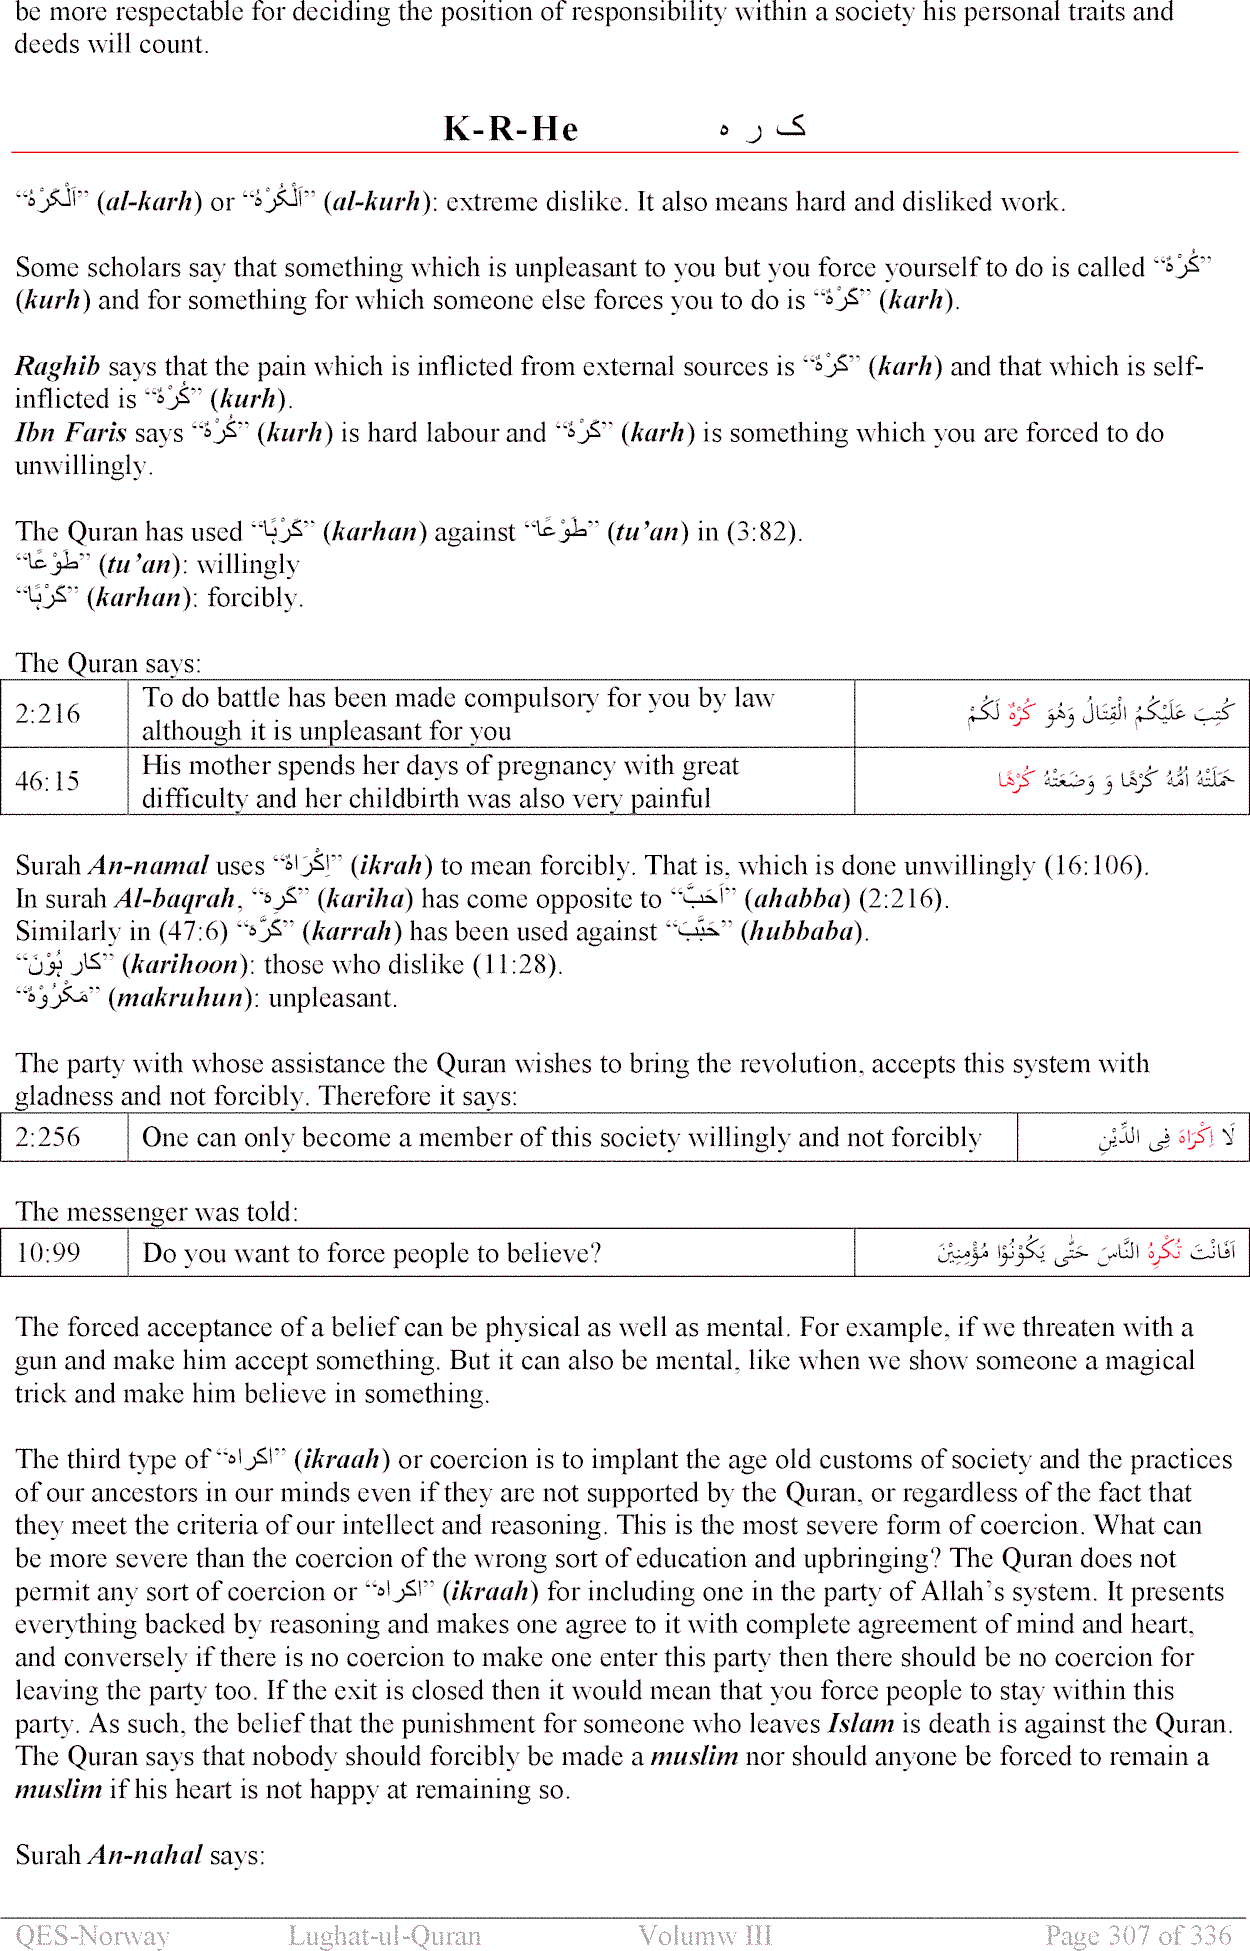 be more respectable for deciding the position of responsibility within a society his personal traits and
deeds will count.
K-R-He ک ر ہ
“اَلْکَرْہُ” (al-karh) or “اَلْکُرْہُ” (al-kurh): extreme dislike. It also means hard and disliked work.
Some scholars say that something which is unpleasant to you but you force yourself to do is called “کُرْہٌ”
(kurh) and for something for which someone else forces you to do is “کَرْہٌ” (karh).
Raghib says that the pain which is inflicted from external sources is “کَرْہٌ” (karh) and that which is self-
inflicted is “کُرْہٌ” (kurh).
Ibn Faris says “کُرْہٌ” (kurh) is hard labour and “کَرْہٌ” (karh) is something which you are forced to do
unwillingly.
The Quran has used “کَرْہًا” (karhan) against “طَوْعًا” (tu’an) in (3:82).
“طَوْعًا” (tu’an): willingly
“کَرْہًا” (karhan): forcibly.
The Quran says:
2:216 To do battle has been made compulsory for you by law
although it is unpleasant for you کُتِبَ عَلَیْکُمُ الْقِتَالُ وَهُوَ کُرْهٌ لَکُمْ
46:15 His mother spends her days of pregnancy with great
difficulty and her childbirth was also very painful حَمَلَتْهُ اُمُّهُ کُرْهًا وَ وَضَعَتْهُ کُرْهًا
Surah An-namal uses “اِکْرَاہٌ” (ikrah) to mean forcibly. That is, which is done unwillingly (16:106).
In surah Al-baqrah, “کَرِہ” (kariha) has come opposite to “اَحَبَّ” (ahabba) (2:216).
Similarly in (47:6) “کَرَّہ” (karrah) has been used against “حَبَّبَ” (hubbaba).
“کار ہُوْنَ” (karihoon): those who dislike (11:28).
“مَکْرُوْہٌ” (makruhun): unpleasant.
The party with whose assistance the Quran wishes to bring the revolution, accepts this system with
gladness and not forcibly. Therefore it says:
2:256 One can only become a member of this society willingly and not forcibly لَا اِکْرَاهَ فِی الدِّیْنِ
The messenger was told:
10:99 Do you want to force people to believe? اَفَاَنْتَ تُکْرِهُ النَّاسَ حَتّٰی یَکُوْنُوْا مُؤْمِنِیْنَ
The forced acceptance of a belief can be physical as well as mental. For example, if we threaten with a
gun and make him accept something. But it can also be mental, like when we show someone a magical
trick and make him believe in something.
The third type of “اکراہ” (ikraah) or coercion is to implant the age old customs of society and the practices
of our ancestors in our minds even if they are not supported by the Quran, or regardless of the fact that
they meet the criteria of our intellect and reasoning. This is the most severe form of coercion. What can
be more severe than the coercion of the wrong sort of education and upbringing? The Quran does not
permit any sort of coercion or “اکراہ” (ikraah) for including one in the party of Allah’s system. It presents
everything backed by reasoning and makes one agree to it with complete agreement of mind and heart,
and conversely if there is no coercion to make one enter this party then there should be no coercion for
leaving the party too. If the exit is closed then it would mean that you force people to stay within this
party. As such, the belief that the punishment for someone who leaves Islam is death is against the Quran.
The Quran says that nobody should forcibly be made a muslim nor should anyone be forced to remain a
muslim if his heart is not happy at remaining so.
Surah An-nahal says:
QES-Norway Lughat-ul-Quran Volumw III Page 307 of 336